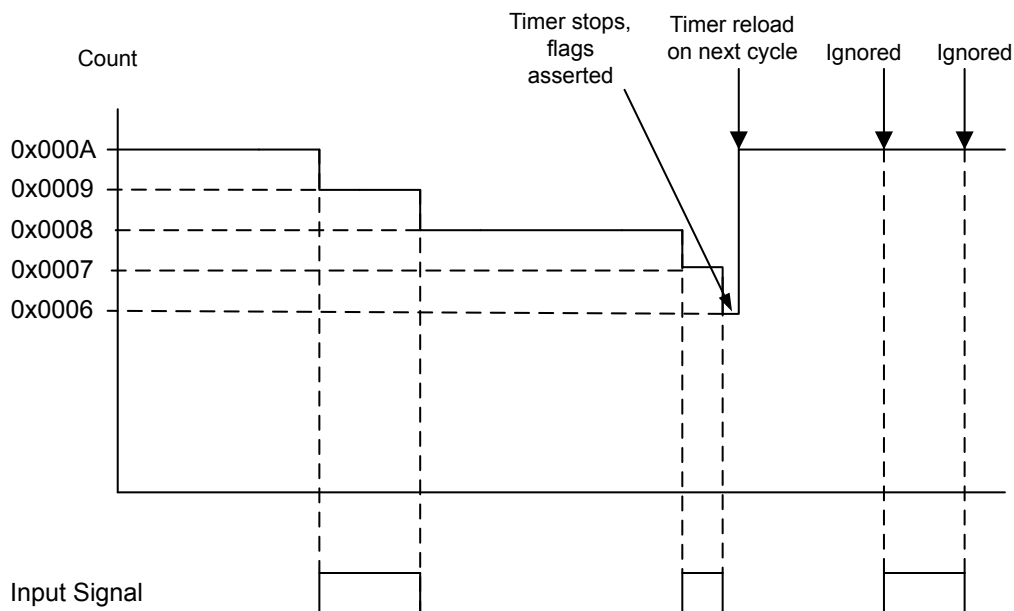 Count
Timer stops,
flags
asserted
Timer reload
on next cycle
Ignored
Ignored
0x000A
0x0009
0x0008
0x0007
0x0006
Input Signal